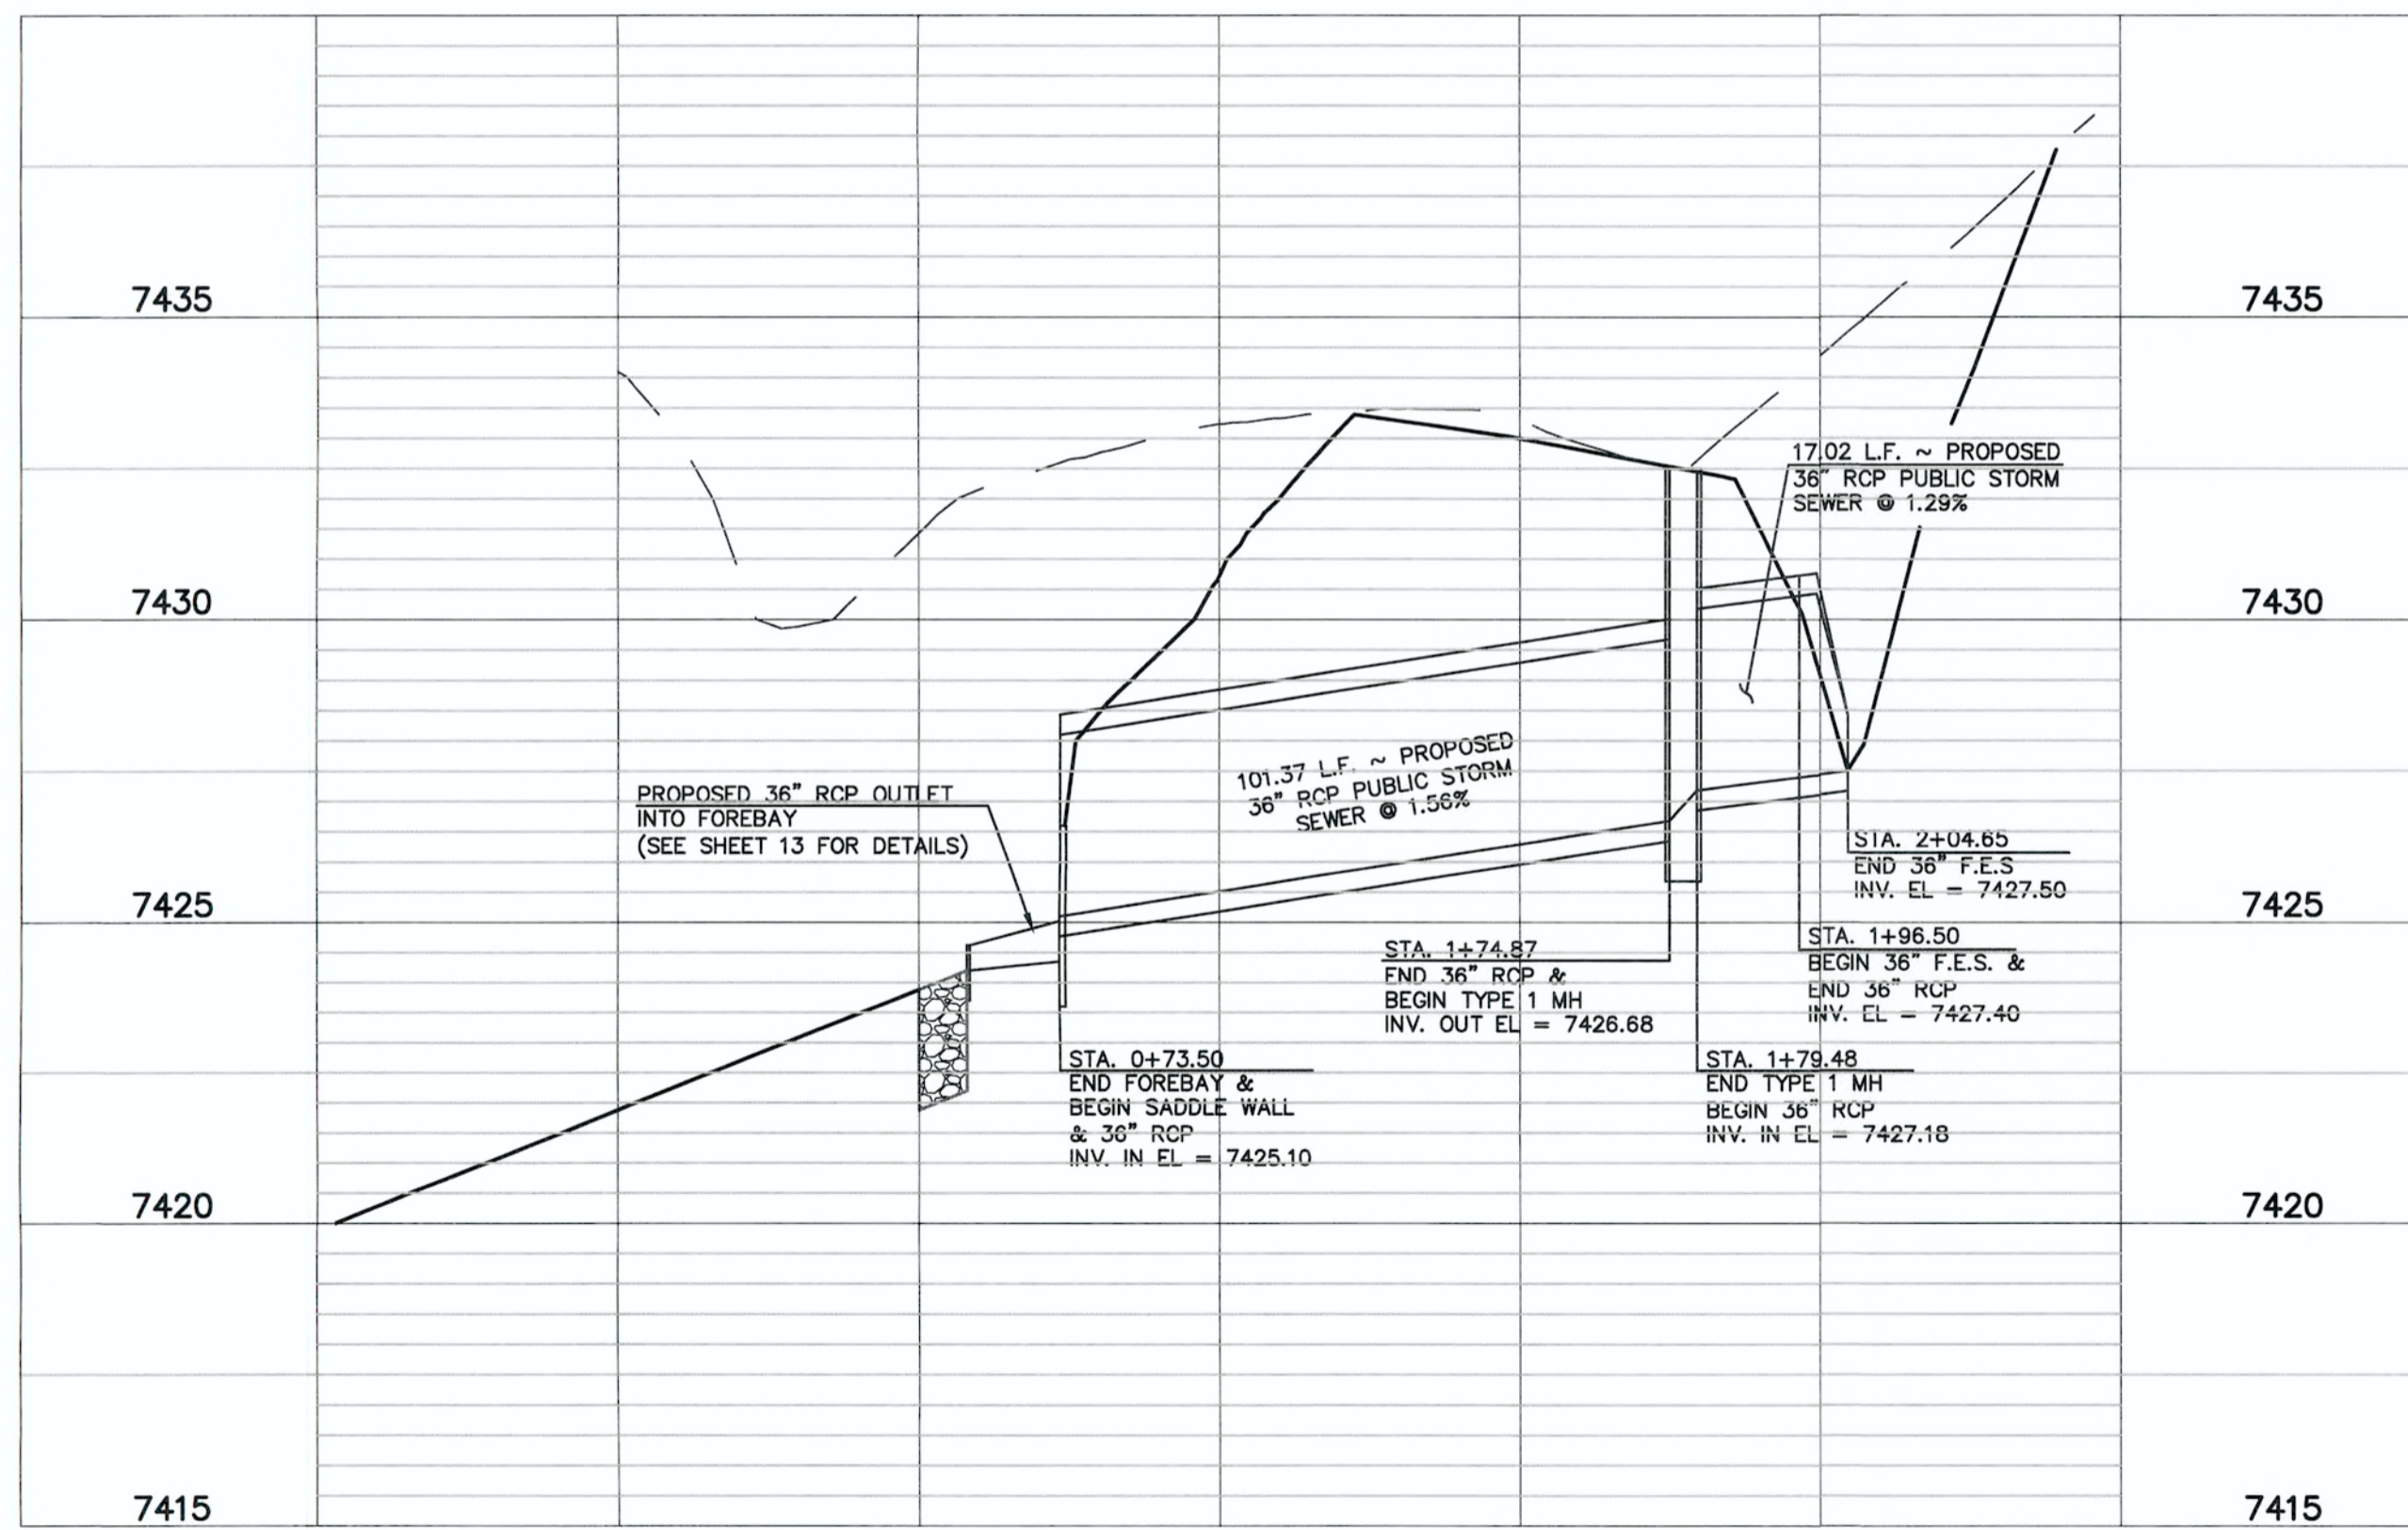 7435
7435
17.02 L.F. ~ PROPOSED
36" RCP PUBLIC STORM
SEWER @ 1.29%
7430
7430
101.37 L.F. ~ PROPOSED
36" RCP PUBLIC STORM
SEWER @ 1.56%
PROPOSED 36" RCP OUTLET
INTO FOREBAY
(SEE SHEET 13 FOR DETAILS)
STA. 2+04.65
END 36" F.E.S
INV. EL = 7427.50
7425
7425
STA. 1+74.87
END 36" RCP &
BEGIN TYPE 1 MH
INV. OUT EL = 7426.68
STA. 1+96.50
BEGIN 36" F.E.S. &
END 36" RCP
INV. EL = 7427.40
STA. 0+73.50
END FOREBAY &
BEGIN SADDLE WALL
& 36" RCP
INV. IN EL = 7425.10
STA. 1+79.48
END TYPE 1 MH
BEGIN 36" RCP
INV. IN EL = 7427.18
7420
7420
7415
7415